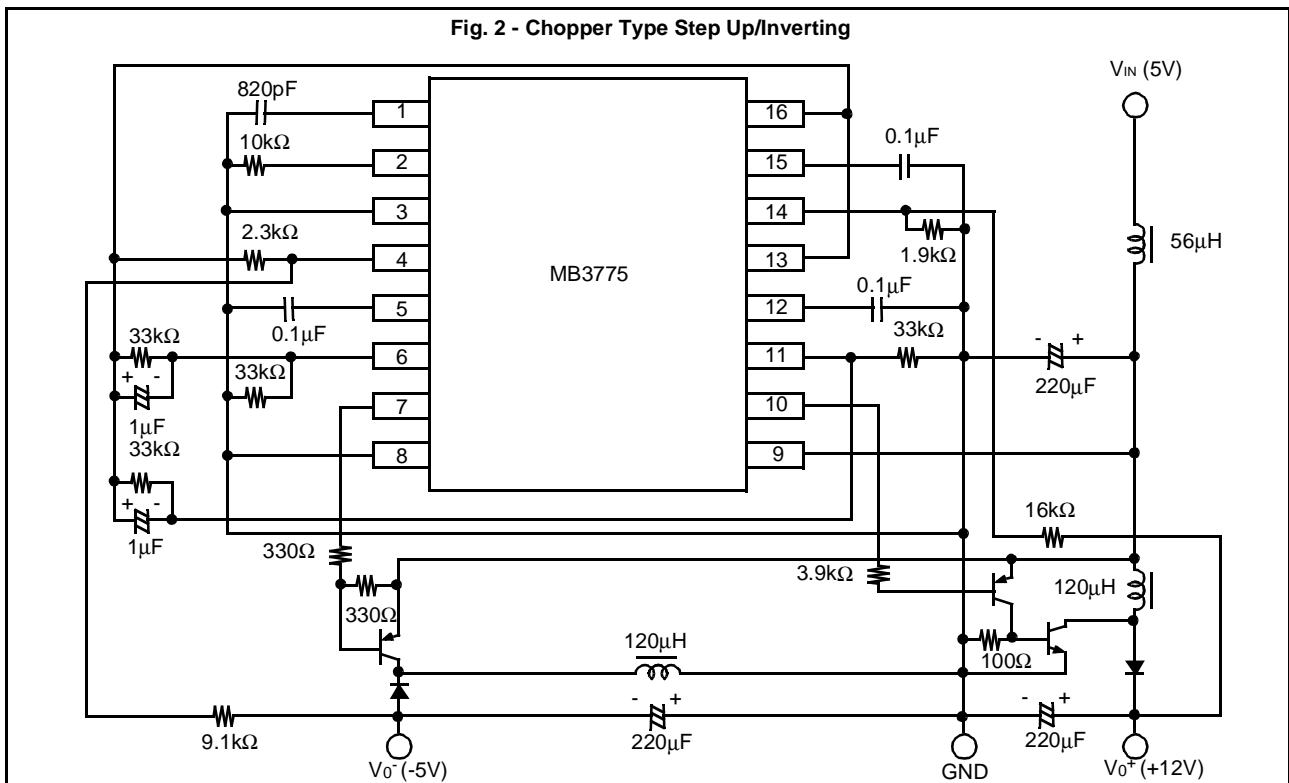 Fig. 2 - Chopper Type Step Up/Inverting
VIN (5V)
820pF
1
16
10kΩ
0.1µF
2
15
3
14
2.3kΩ
1.9kΩ
56µH
4
MB3775
13
0.1µF
5
12
0.1µF
33kΩ
33kΩ
6
11
- +
+ -
33kΩ
220µF
7
10
1µF
33kΩ
8
9
+ -
1µF
16kΩ
330Ω
3.9kΩ
330Ω
120µH
120µH
100Ω
- +
- +
9.1kΩ
220µF
220µF
V0- (-5V)
GND
V0+ (+12V)